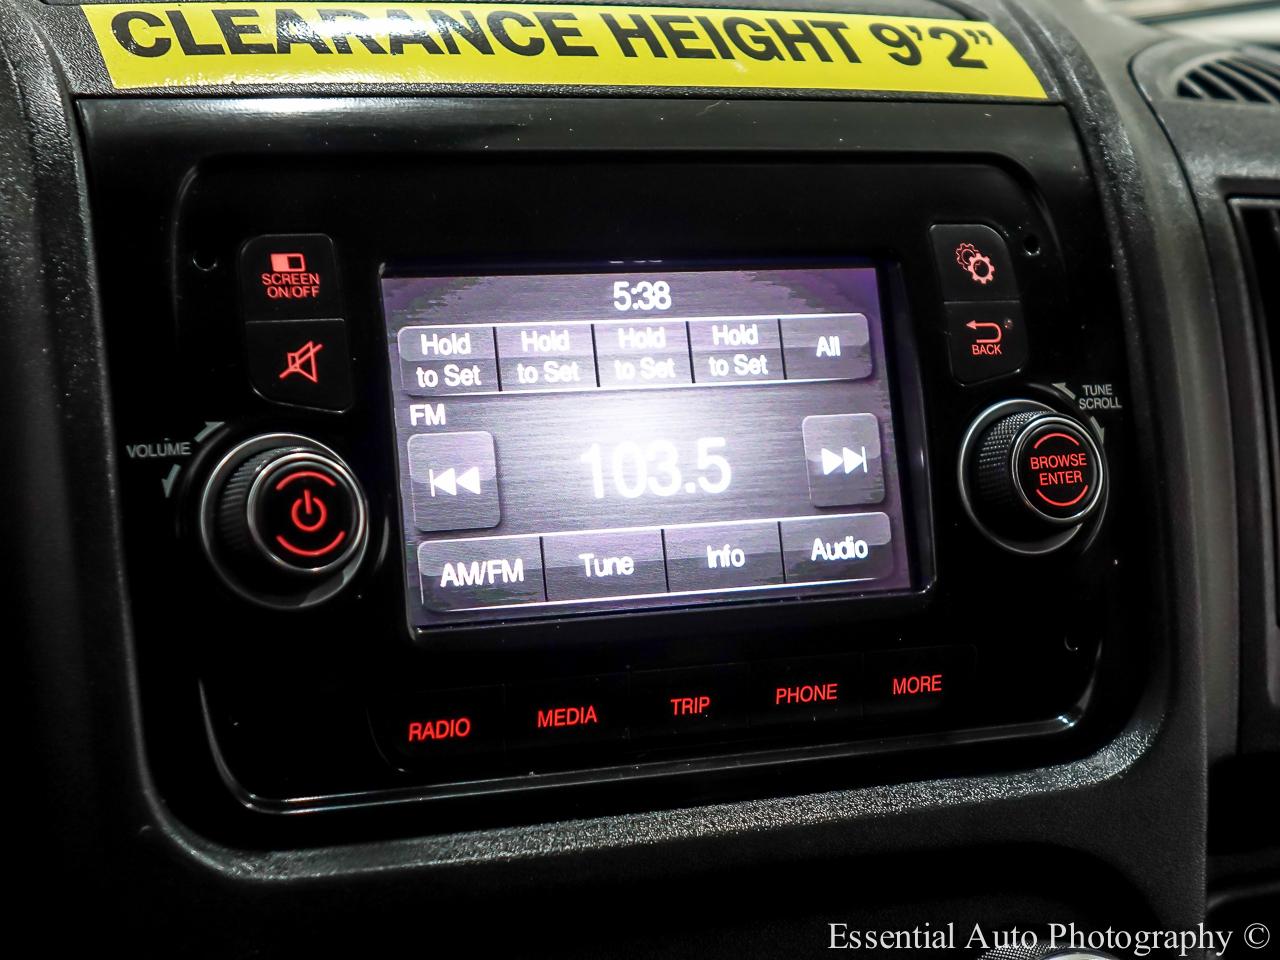 CLEARANCE HEIGHT 9'2"
SCREEN
ON/OFF
5:38
Hold
to Set
Hold
to Set
Hold
to Set
Hold
to Set
All
BACK
FM
TUNE
SCROLL
VOLUME
103.5
BROWSE
ENTER
AM/FM
Tune
Info
Audio
RADIO
MEDIA
TRIP
PHONE
MORE
Essential Auto Photography ©